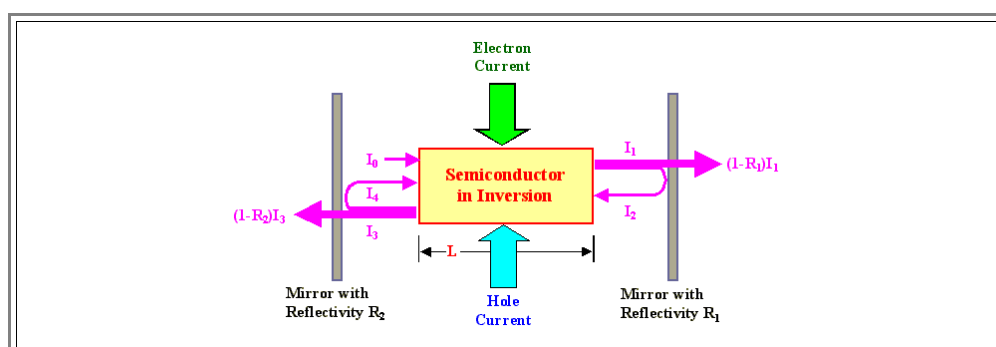 Electron
Current
I₀
I₁
Semiconductor
in Inversion
(1-R₁)I₁
I₄
I₂
(1-R₂)I₃
I₃
L
Mirror with
Reflectivity R₂
Hole
Current
Mirror with
Reflectivity R₁